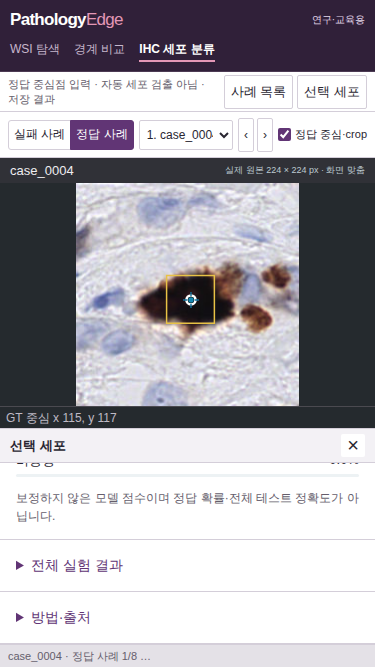 PathologyEdge
연구·교육용
WSI 탐색 경계 비교 IHC 세포 분류
정답 중심점 입력 · 자동 세포 검출 아님 ·
저장 결과
사례 목록 선택 세포
실패 사례 정답 사례 1. case_000 ‹ › 정답 중심·crop
case_0004 실제 원본 224 × 224 px · 화면 맞춤
GT 중심 x 115, y 117
선택 세포 ✕
보정하지 않은 모델 점수이며 정답 확률·전체 테스트 정확도가 아
닙니다.
▶ 전체 실험 결과
▶ 방법·출처
case_0004 · 정답 사례 1/8 …